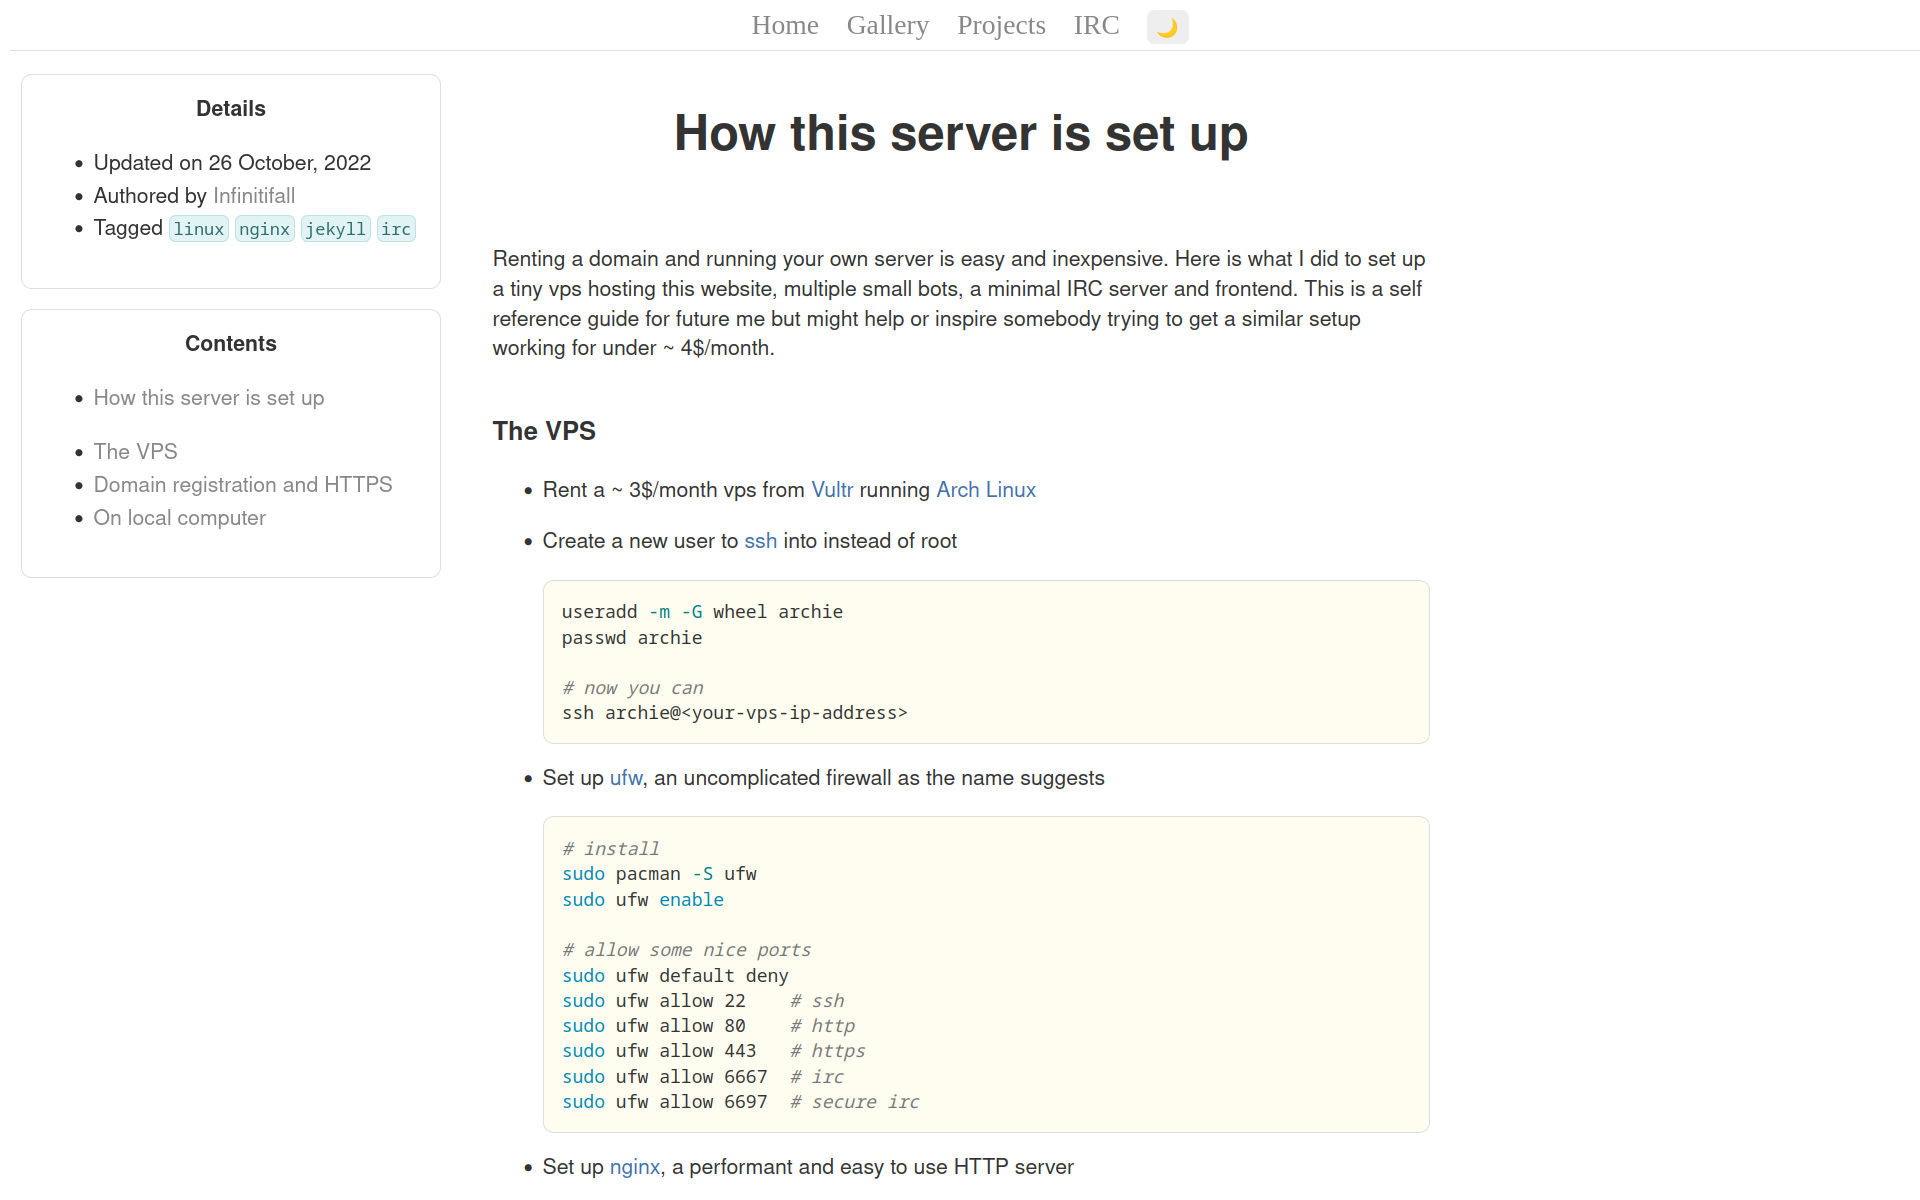 Home Gallery Projects IRC
Details
Updated on 26 October, 2022
Authored by Infinitifall
Tagged linux nginx jekyll irc
Contents
How this server is set up
The VPS
Domain registration and HTTPS
On local computer
How this server is set up
Renting a domain and running your own server is easy and inexpensive. Here is what I did to set up
a tiny vps hosting this website, multiple small bots, a minimal IRC server and frontend. This is a self
reference guide for future me but might help or inspire somebody trying to get a similar setup
working for under ~ 4$/month.
The VPS
Rent a ~ 3$/month vps from Vultr running Arch Linux
Create a new user to ssh into instead of root
useradd -m -G wheel archie
passwd archie
# now you can
ssh archie@<your-vps-ip-address>
Set up ufw, an uncomplicated firewall as the name suggests
# install
sudo pacman -S ufw
sudo ufw enable
# allow some nice ports
sudo ufw default deny
sudo ufw allow 22    # ssh
sudo ufw allow 80    # http
sudo ufw allow 443   # https
sudo ufw allow 6667  # irc
sudo ufw allow 6697  # secure irc
Set up nginx, a performant and easy to use HTTP server